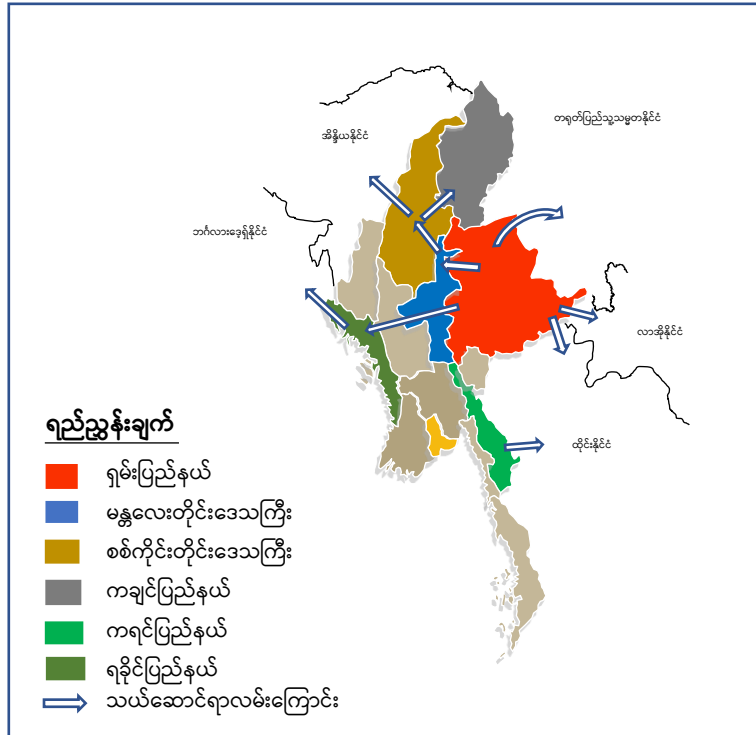 အိန္ဒိယနိုင်ငံ
တရုတ်ပြည်သူ့သမ္မတနိုင်ငံ
ဘင်္ဂလားဒေ့ရှ်နိုင်ငံ
လာအိုနိုင်ငံ
ထိုင်းနိုင်ငံ
ရည်ညွှန်းချက်
ရှမ်းပြည်နယ်
မန္တလေးတိုင်းဒေသကြီး
စစ်ကိုင်းတိုင်းဒေသကြီး
ကချင်ပြည်နယ်
ကရင်ပြည်နယ်
ရခိုင်ပြည်နယ်
သယ်ဆောင်ရာလမ်းကြောင်း